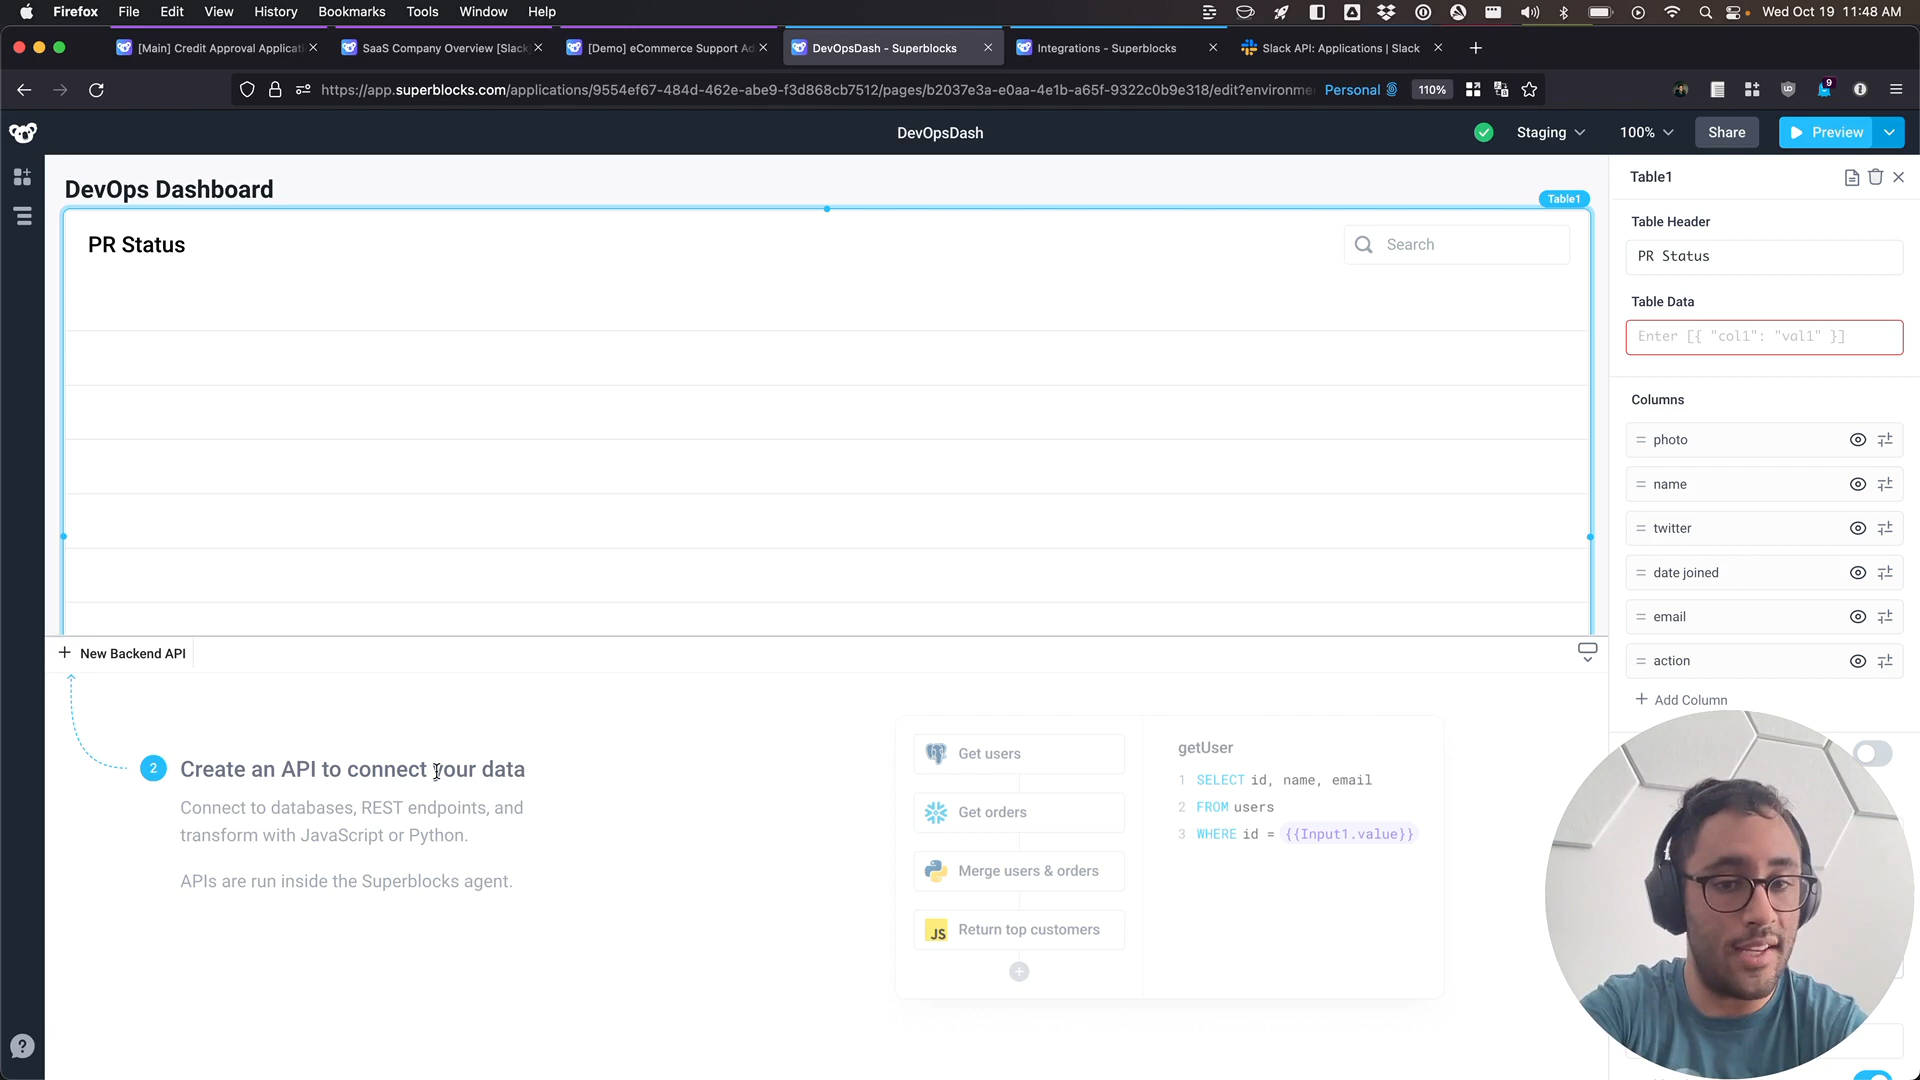 Firefox File Edit View History Bookmarks Tools Window Help
Wed Oct 19 11:48 AM
[Main] Credit Approval Applicati
SaaS Company Overview [Slack
[Demo] eCommerce Support Ad
DevOpsDash - Superblocks
Integrations - Superblocks
Slack API: Applications | Slack
https://app.superblocks.com/applications/9554ef67-484d-462e-abe9-f3d868cb7512/pages/b2037e3a-e0aa-4e1b-a65f-9322c0b9e318/edit?environme
Personal
110%
9
DevOpsDash
Staging
100%
Share
Preview
DevOps Dashboard
Table1
PR Status
Search
New Backend API
2
Create an API to connect your data
Connect to databases, REST endpoints, and
transform with JavaScript or Python.
APIs are run inside the Superblocks agent.
Get users
Get orders
Merge users & orders
JS Return top customers
getUser
1 SELECT id, name, email
2 FROM users
3 WHERE id = {{Input1.value}}
Table1
Table Header
PR Status
Table Data
Enter [{ "col1": "val1" }]
Columns
photo
name
twitter
date joined
email
action
Add Column